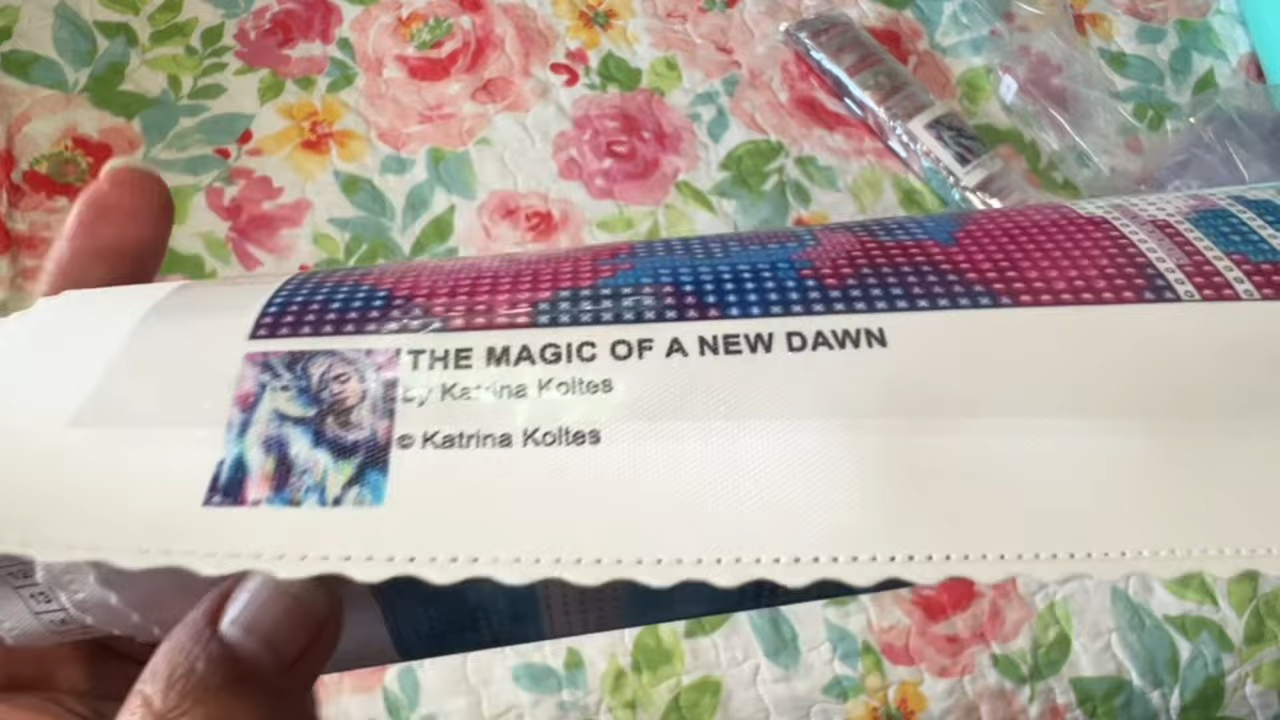 THE MAGIC OF A NEW DAWN
by Katrina Koltes
© Katrina Koltes